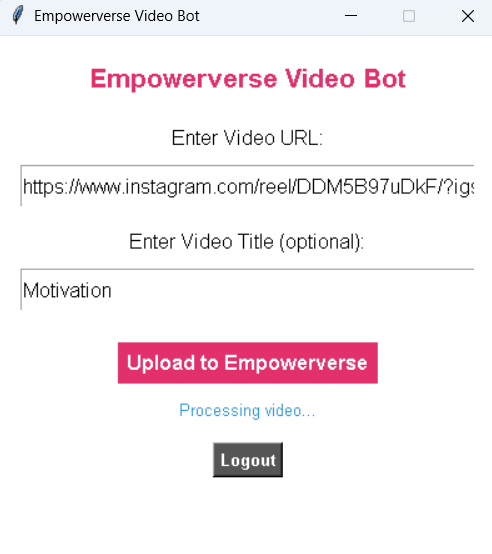 Empowerverse Video Bot
Empowerverse Video Bot
Enter Video URL:
https://www.instagram.com/reel/DDM5B97uDkF/?igs
Enter Video Title (optional):
Motivation
Upload to Empowerverse
Processing video...
Logout